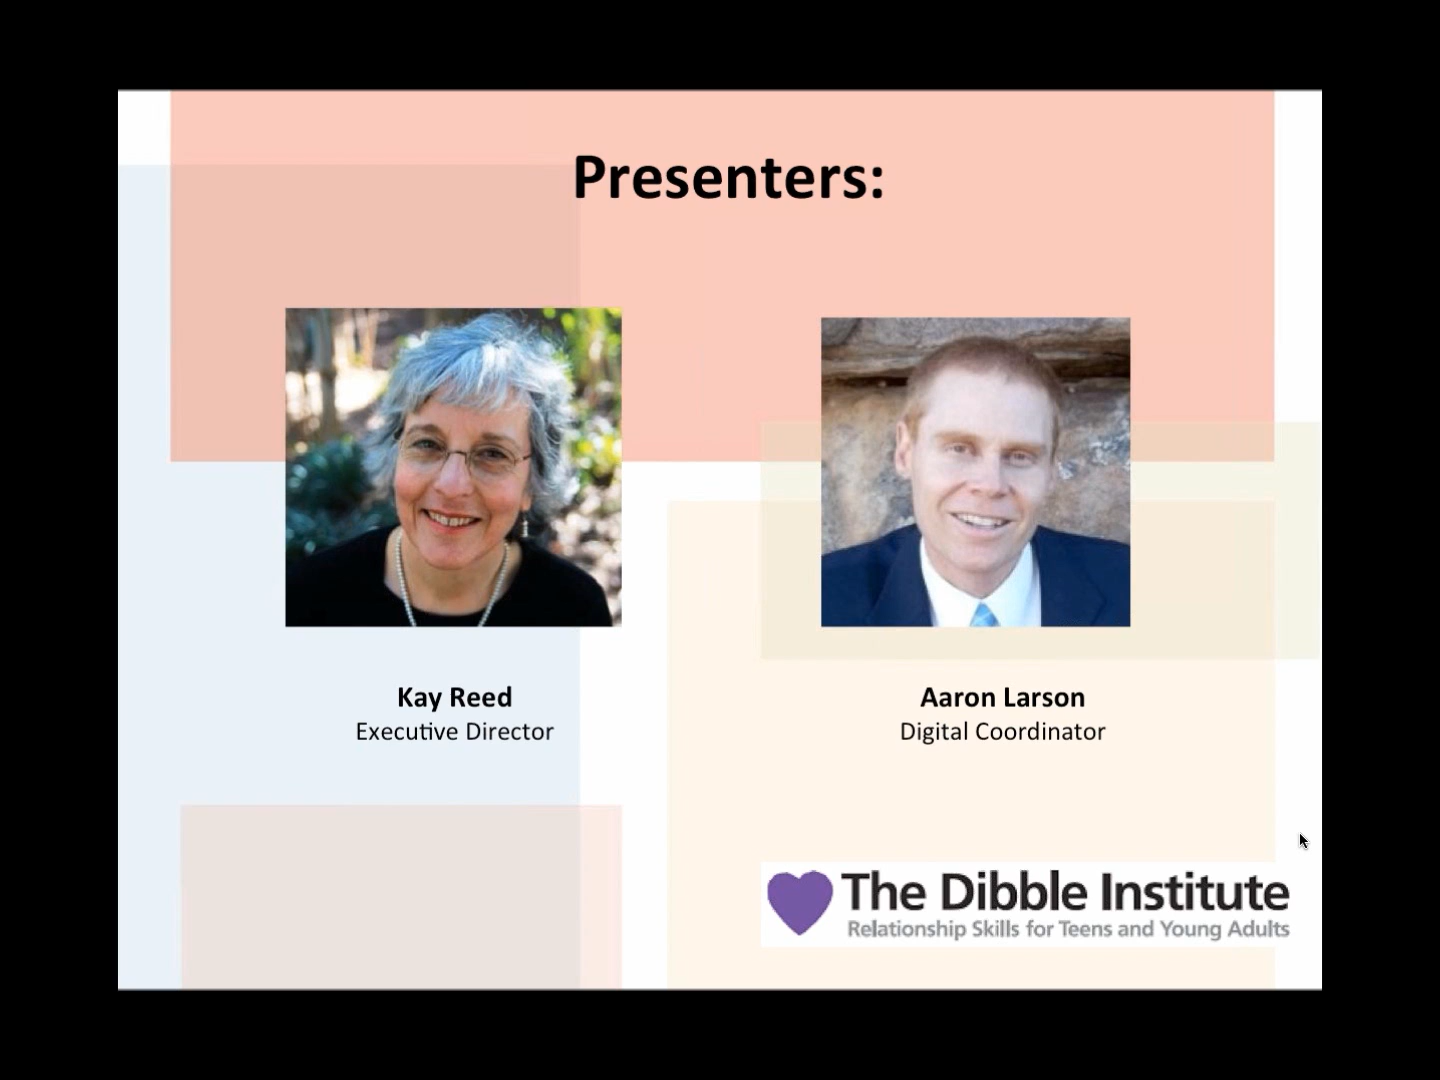 Presenters:
Kay Reed
Executive Director
Aaron Larson
Digital Coordinator
The Dibble Institute
Relationship Skills for Teens and Young Adults